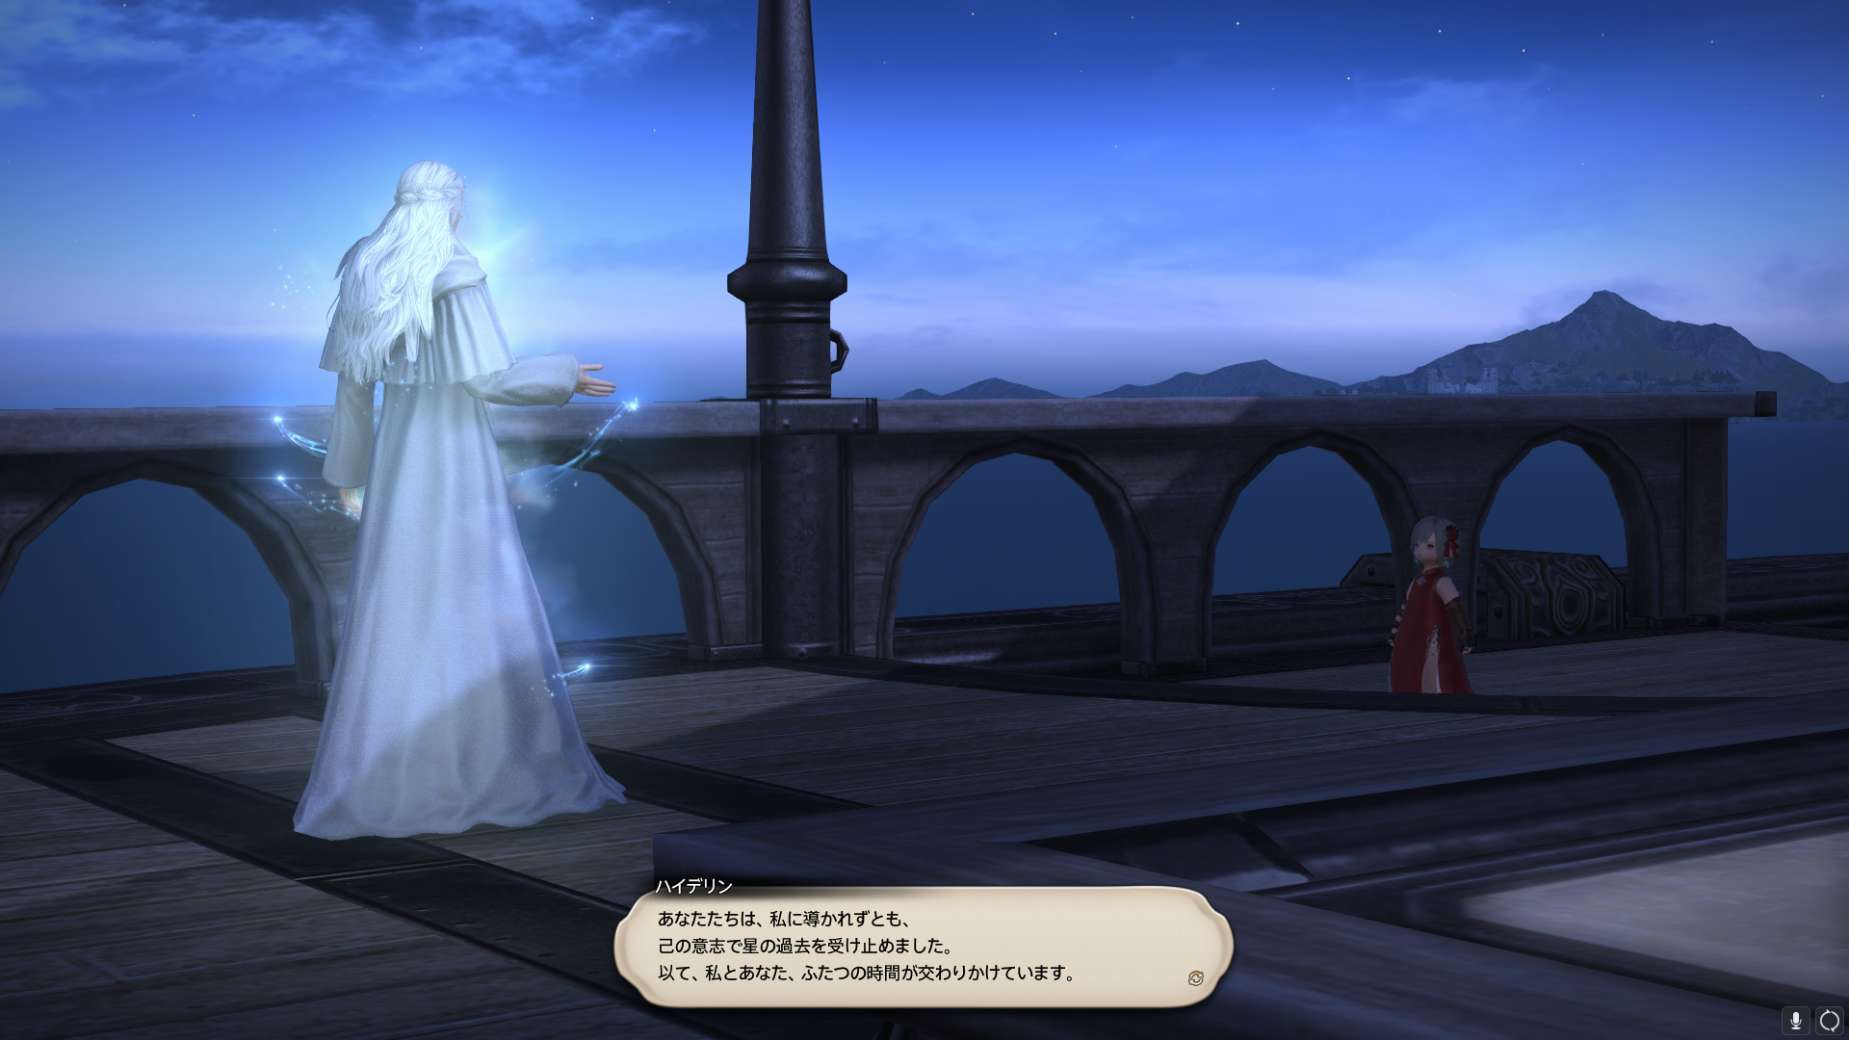 ハイデリン
あなたたちは、私に導かれずとも、
己の意志で星の過去を受け止めました。
以て、私とあなた、ふたつの時間が交わりかけています。